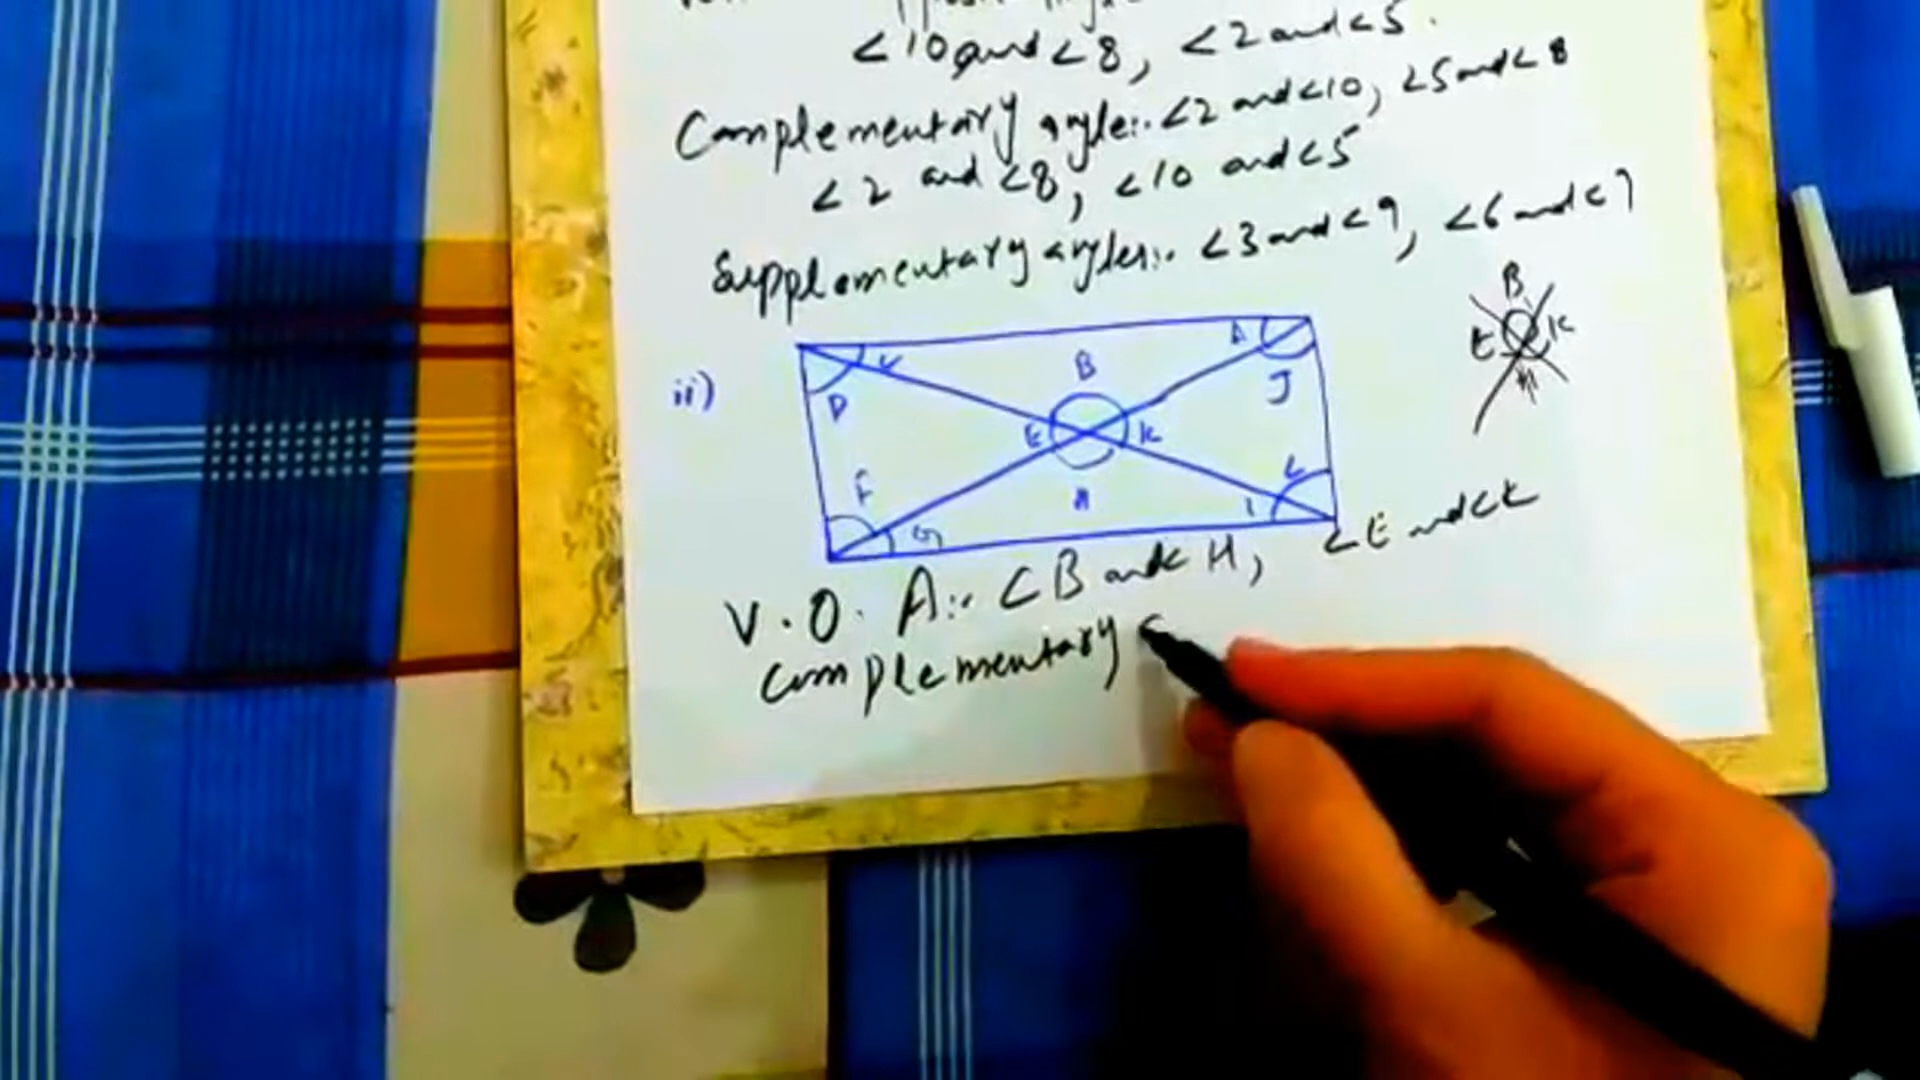 <10 and <8, <2 and <5.
Complementary angles:. <2 and <10, <5 and <8
<2 and <8, <10 and <5
Supplementary angles:. <3 and <9, <6 and <7
B
E K
H
ii)
C A
D B J
E K
F L
H I
G
V.O. A:. <B and < H, <E and <K
Complementary